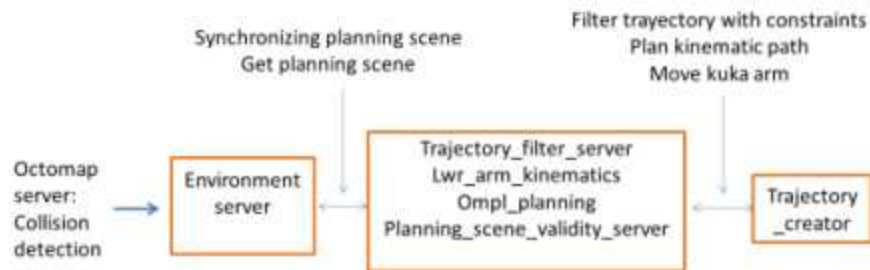 Synchronizing planning scene
Get planning scene
Filter trayectory with constraints
Plan kinematic path
Move kuka arm
Octomap
server:
Collision
detection
Environment
server
Trajectory_filter_server
Lwr_arm_kinematics
Ompl_planning
Planning_scene_validity_server
Trajectory
_creator